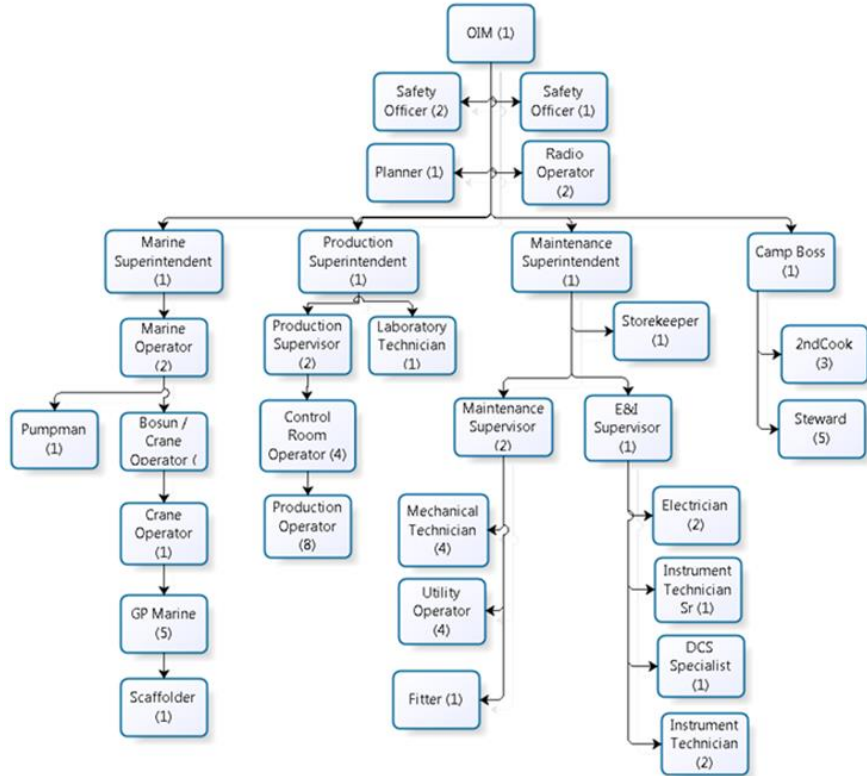 OIM (1)
Safety
Officer (2)
Safety
Officer (1)
Planner (1)
Radio
Operator
(2)
Marine
Superintendent
(1)
Production
Superintendent
(1)
Maintenance
Superintendent
(1)
Camp Boss
(1)
Marine
Operator
(2)
Production
Supervisor
(2)
Laboratory
Technician
(1)
Storekeeper
(1)
2ndCook
(3)
Pumpman
(1)
Bosun /
Crane
Operator (
Control
Room
Operator (4)
Maintenance
Supervisor
(2)
E&I
Supervisor
(1)
Steward
(5)
Crane
Operator
(1)
Production
Operator
(8)
Mechanical
Technician
(4)
Electrician
(2)
GP Marine
(5)
Utility
Operator
(4)
Instrument
Technician
Sr (1)
Scaffolder
(1)
Fitter (1)
DCS
Specialist
(1)
Instrument
Technician
(2)